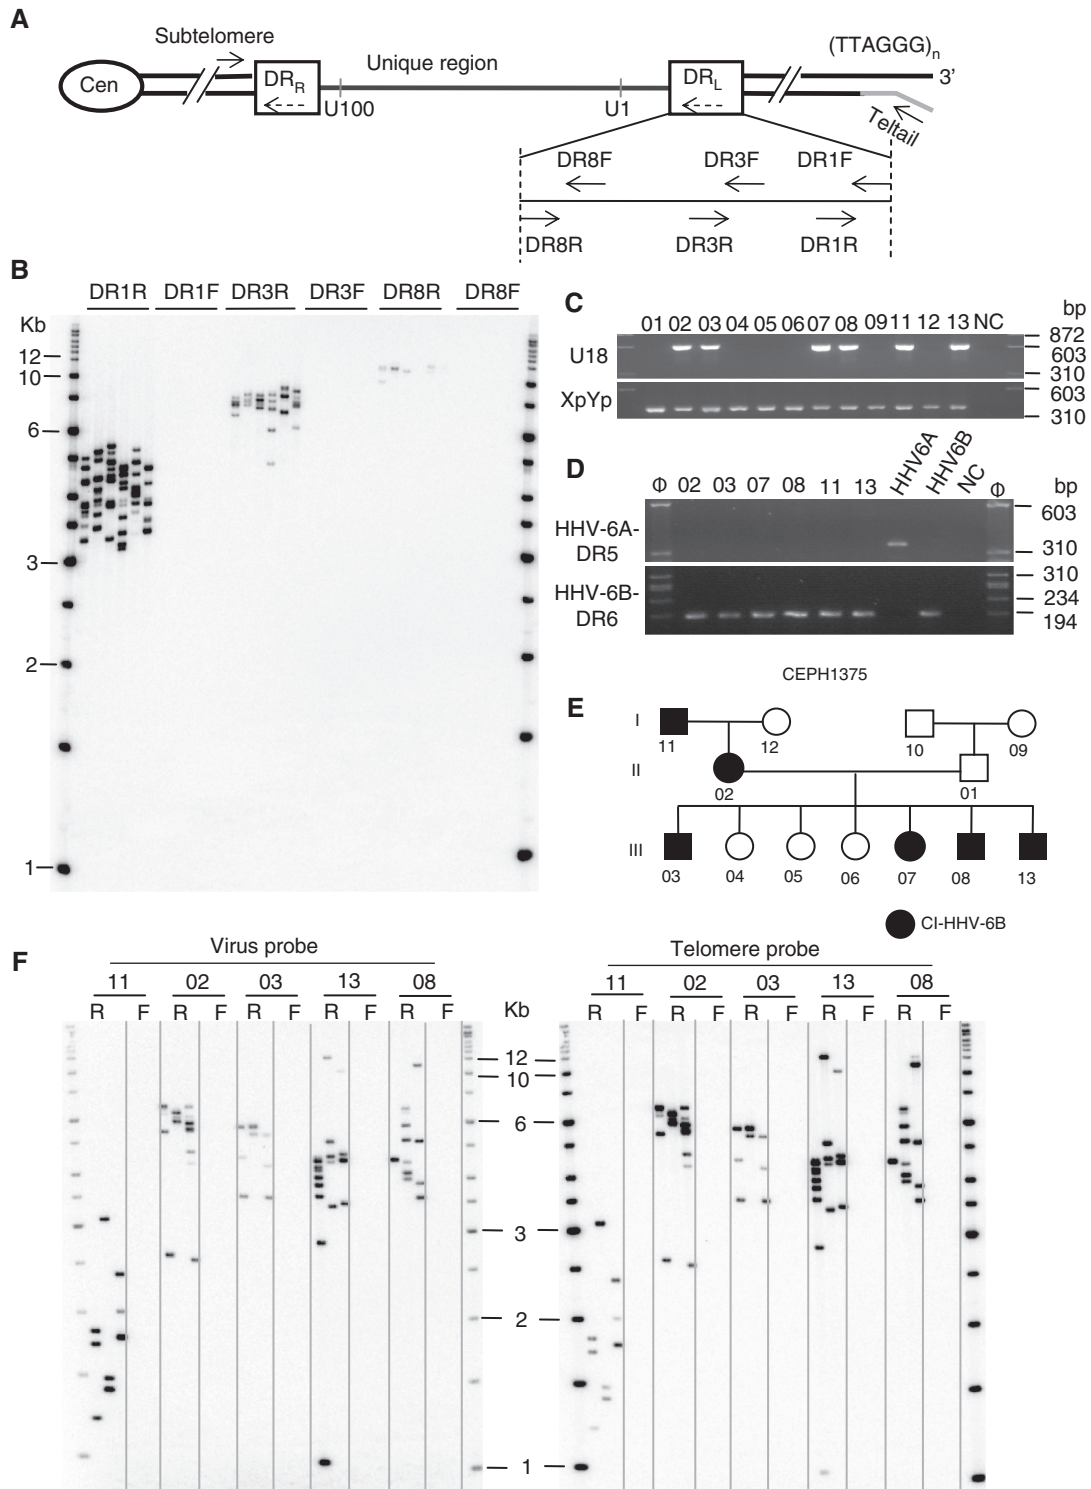 A
Subtelomere
(TTAGGG)n
Unique region
Cen
DRR
DRL
3'
U100
U1
Teltail
DR8F DR3F DR1F
DR8R DR3R DR1R
B
DR1R DR1F DR3R DR3F DR8R DR8F
Kb
12
10
6
3
2
1
C
bp
01 02 03 04 05 06 07 08 09 11 12 13 NC
U18
872
603
310
XpYp
603
310
D
Φ 02 03 07 08 11 13 HHV6A HHV6B NC Φ
bp
HHV-6A-
DR5
603
310
HHV-6B-
DR6
310
234
194
CEPH1375
E
I
11 12 10 09
II
02 01
III
03 04 05 06 07 08 13
CI-HHV-6B
F
Virus probe
11 02 03 13 08
R F R F R F R F R F
Kb
12
10
6
3
2
1
Telomere probe
11 02 03 13 08
R F R F R F R F R F